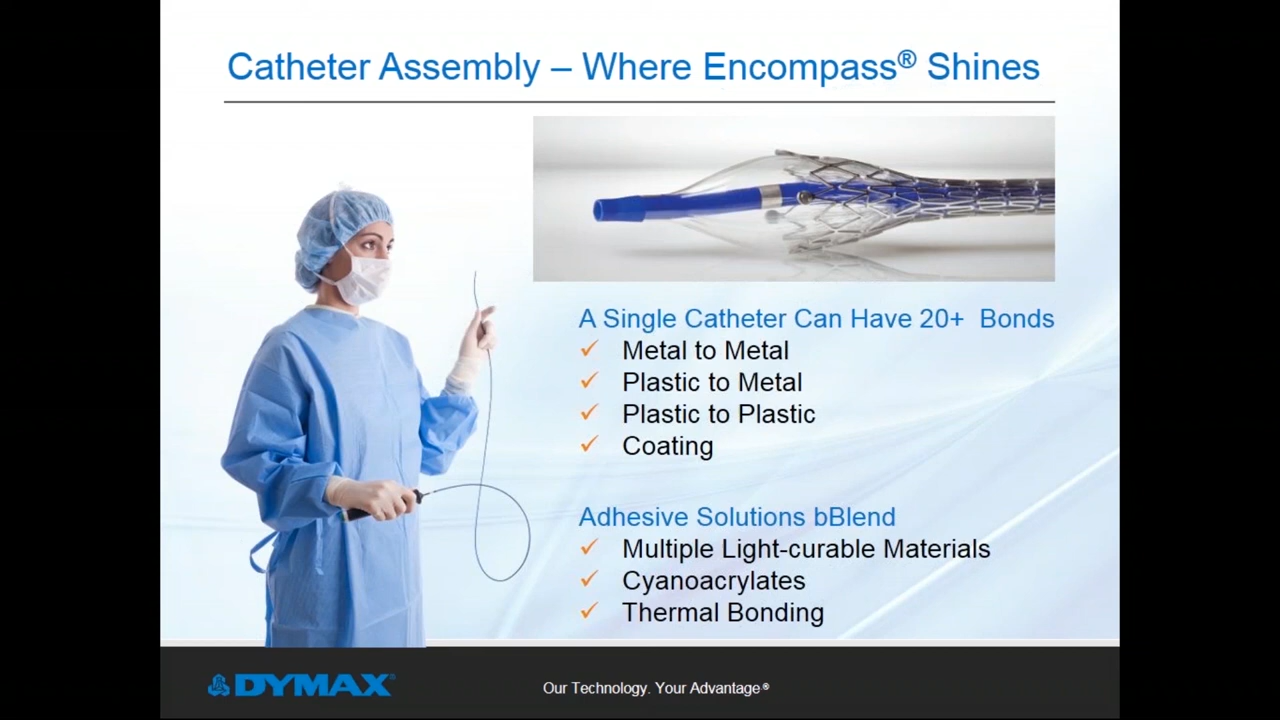 Catheter Assembly – Where Encompass® Shines
A Single Catheter Can Have 20+  Bonds
✓ Metal to Metal
✓ Plastic to Metal
✓ Plastic to Plastic
✓ Coating
Adhesive Solutions bBlend
✓ Multiple Light-curable Materials
✓ Cyanoacrylates
✓ Thermal Bonding
DYMAX®
Our Technology. Your Advantage®